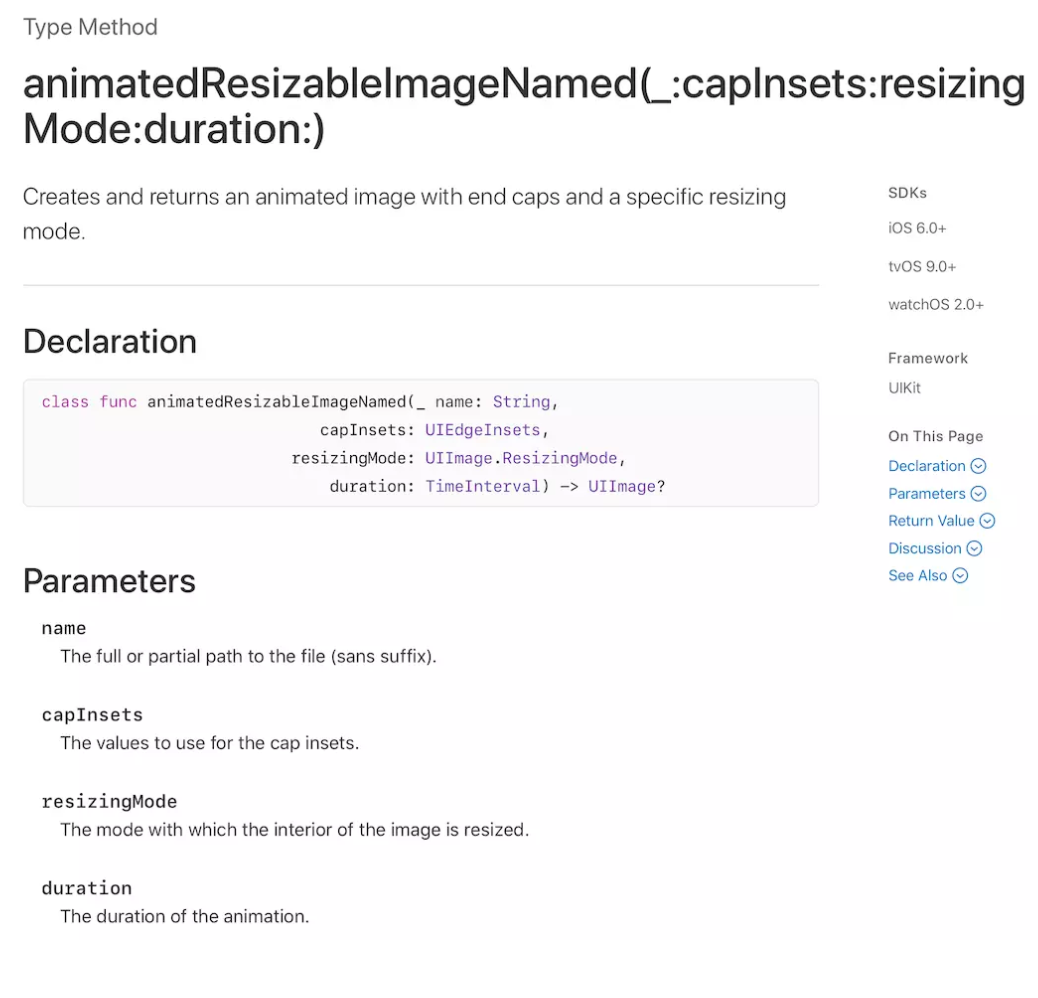 Type Method
animatedResizableImageNamed(_:capInsets:resizing
Mode:duration:)
Creates and returns an animated image with end caps and a specific resizing
mode.
SDKs
iOS 6.0+
tvOS 9.0+
watchOS 2.0+
Framework
UIKit
On This Page
Declaration
Parameters
Return Value
Discussion
See Also
Declaration
class func animatedResizableImageNamed(_ name: String,
capInsets: UIEdgeInsets,
resizingMode: UIImage.ResizingMode,
duration: TimeInterval) -> UIImage?
Parameters
name
The full or partial path to the file (sans suffix).
capInsets
The values to use for the cap insets.
resizingMode
The mode with which the interior of the image is resized.
duration
The duration of the animation.